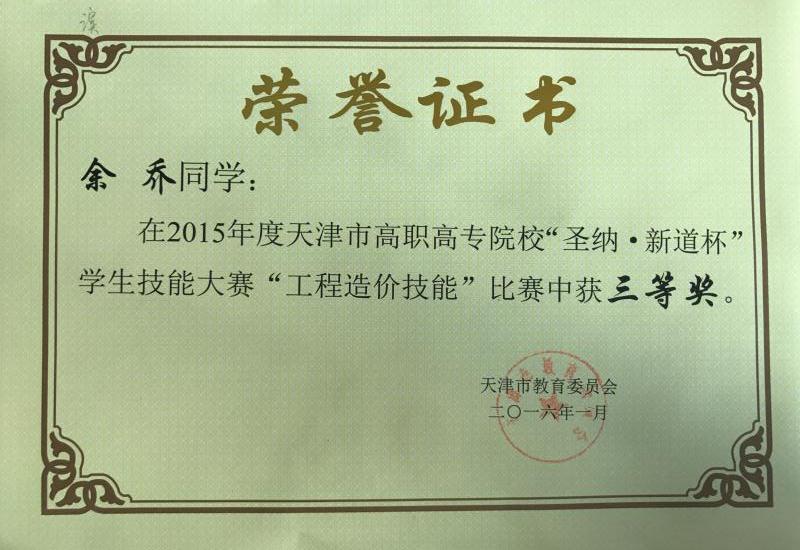 荣誉证书
余 乔同学：
在2015年度天津市高职高专院校“圣纳·新道杯”
学生技能大赛“工程造价技能”比赛中获三等奖。
天津市教育委员会
二〇一六年一月